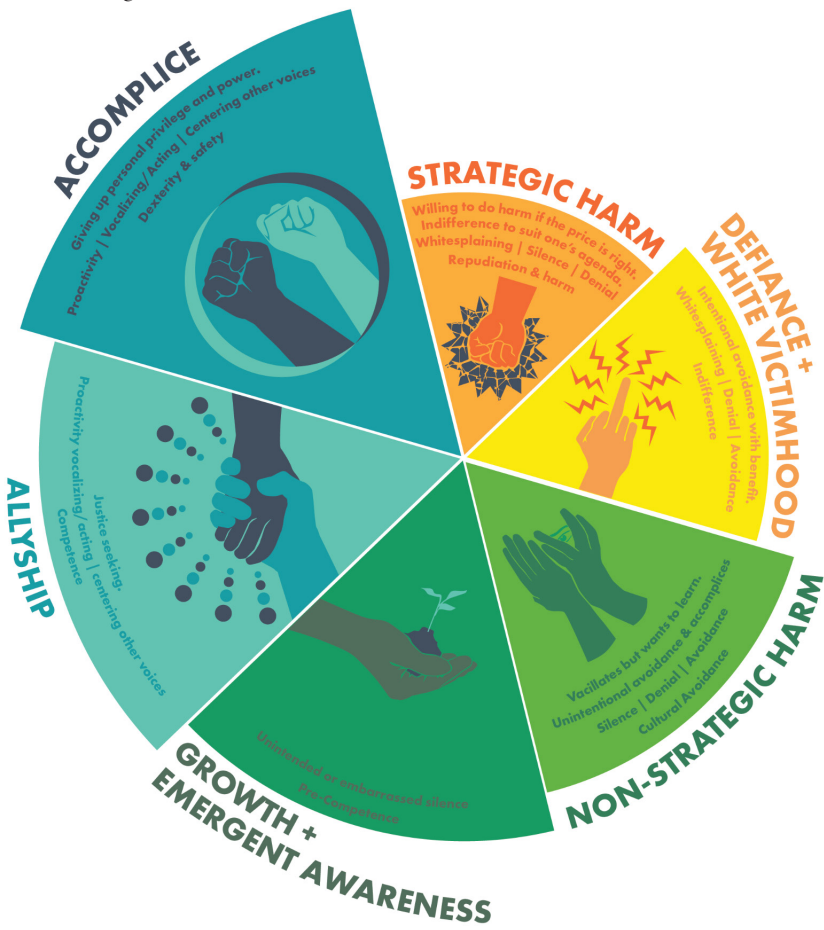 ACCOMPLICE
Giving up personal privilege and power.
Proactivity | Vocalizing/Acting | Centering other voices
Dexterity & safety
STRATEGIC HARM
Willing to do harm if the price is right.
Indifference to suit one's agenda.
Whitesplaining | Silence | Denial
Repudiation & harm
DEFIANCE +
WHITE VICTIMHOOD
Intentional avoidance with benefit.
Whitesplaining | Denial | Avoidance
Indifference
NON-STRATEGIC HARM
Vacillates but wants to learn.
Unintentional avoidance & accomplices
Silence | Denial | Avoidance
Cultural Avoidance
GROWTH +
EMERGENT AWARENESS
Unintended or embarrassed silence
Pre-Competence
ALLYSHIP
Justice seeking.
Proactivity vocalizing/ acting | centering other voices
Competence